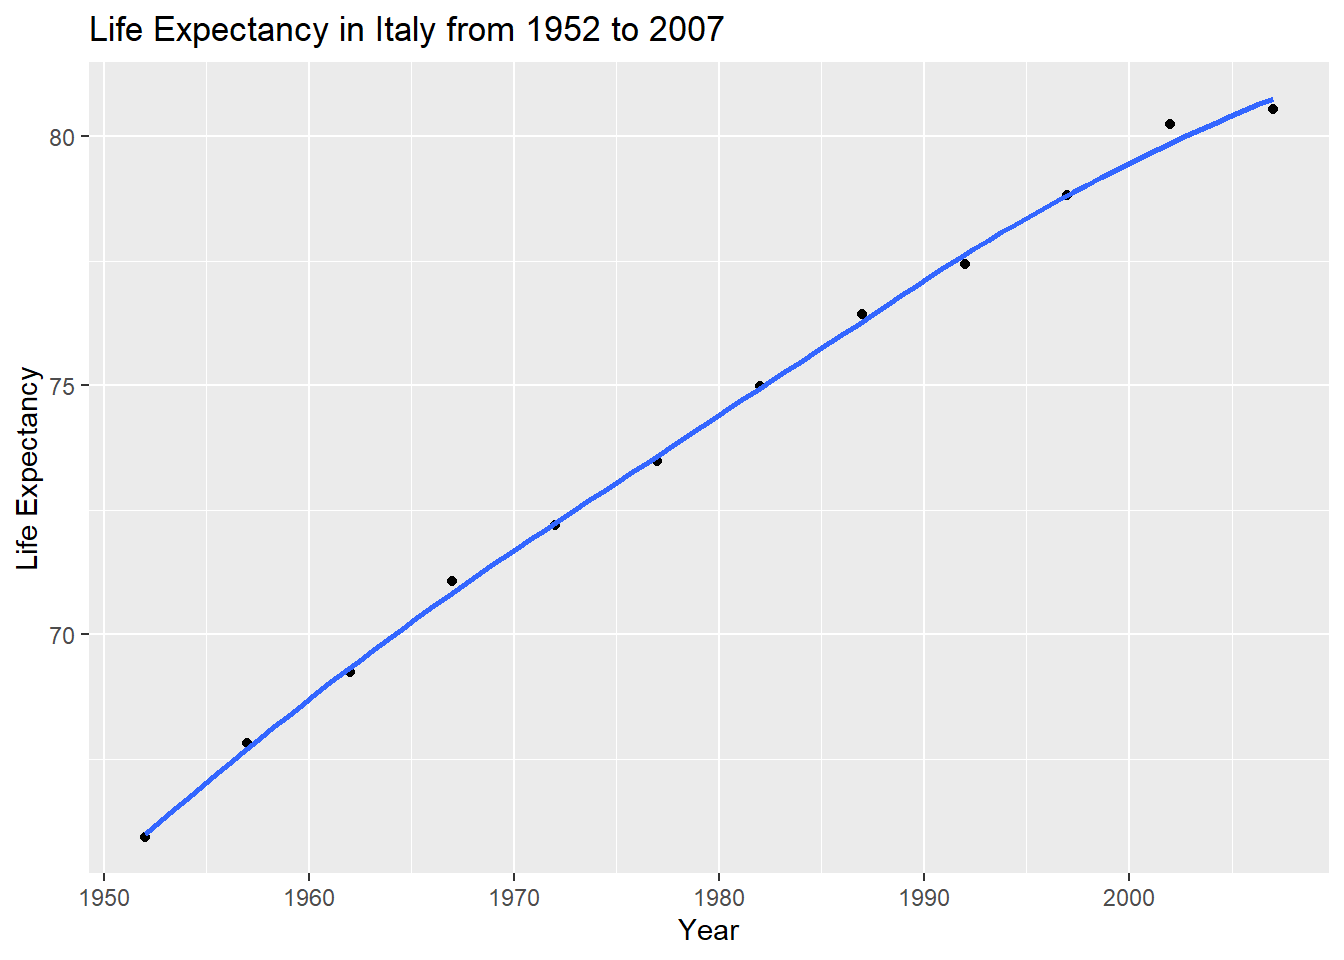 Life Expectancy in Italy from 1952 to 2007
Life Expectancy
80
75
70
1950 1960 1970 1980 1990 2000
Year